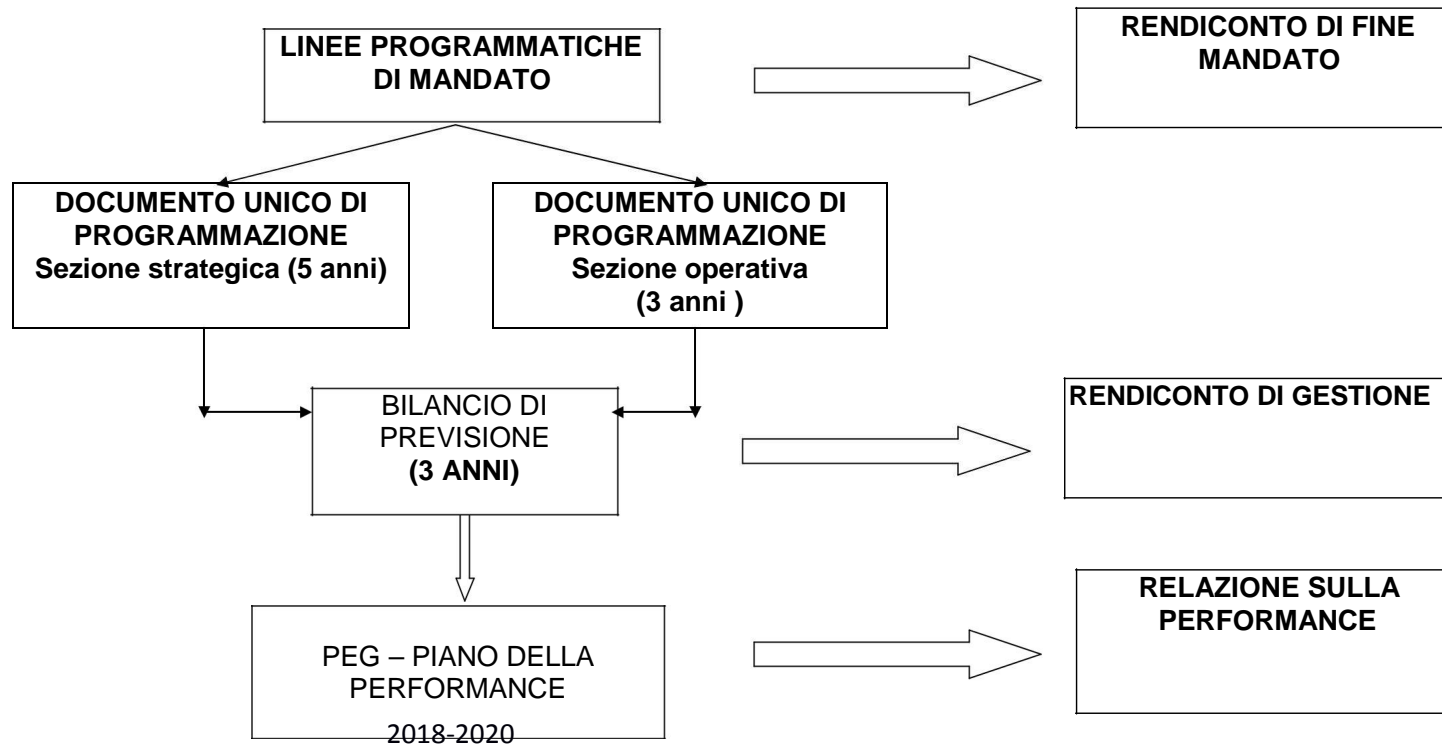 LINEE PROGRAMMATICHE
DI MANDATO
RENDICONTO DI FINE
MANDATO
DOCUMENTO UNICO DI
PROGRAMMAZIONE
Sezione strategica (5 anni)
DOCUMENTO UNICO DI
PROGRAMMAZIONE
Sezione operativa
(3 anni )
BILANCIO DI
PREVISIONE
(3 ANNI)
RENDICONTO DI GESTIONE
PEG – PIANO DELLA
PERFORMANCE
2018-2020
RELAZIONE SULLA
PERFORMANCE